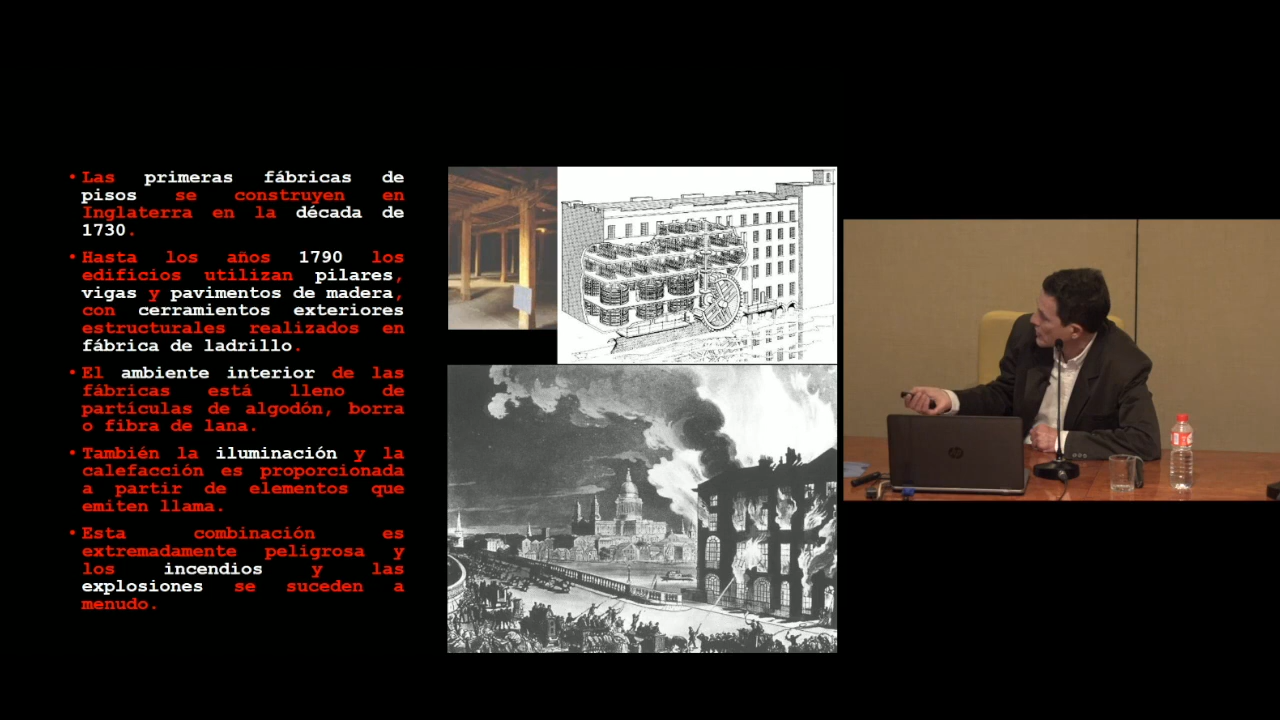 • Las primeras fábricas de
pisos se construyen en
Inglaterra en la década de
1730.
• Hasta los años 1790 los
edificios utilizan pilares,
vigas y pavimentos de madera,
con cerramientos exteriores
estructurales realizados en
fábrica de ladrillo.
• El ambiente interior de las
fábricas está lleno de
partículas de algodón, borra
o fibra de lana.
• También la iluminación y la
calefacción es proporcionada
a partir de elementos que
emiten llama.
• Esta combinación es
extremadamente peligrosa y
los incendios y las
explosiones se suceden a
menudo.
hp